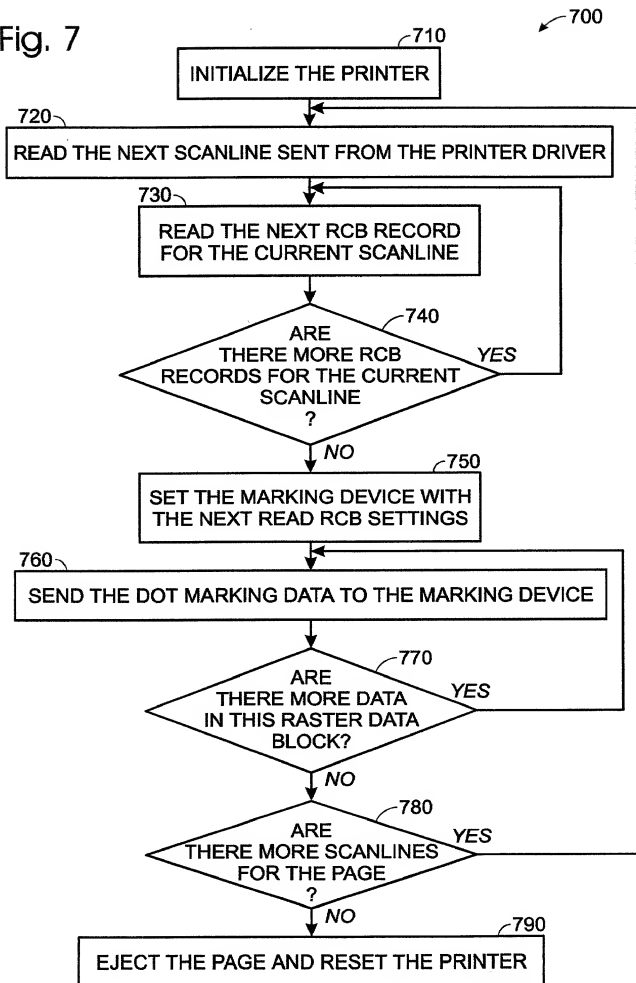 Fig. 7
700
710
INITIALIZE THE PRINTER
720
READ THE NEXT SCANLINE SENT FROM THE PRINTER DRIVER
730
READ THE NEXT RCB RECORD
FOR THE CURRENT SCANLINE
740
ARE
THERE MORE RCB
RECORDS FOR THE CURRENT
SCANLINE
?
YES
NO
750
SET THE MARKING DEVICE WITH
THE NEXT READ RCB SETTINGS
760
SEND THE DOT MARKING DATA TO THE MARKING DEVICE
770
ARE
THERE MORE DATA
IN THIS RASTER DATA
BLOCK?
YES
NO
780
ARE
THERE MORE SCANLINES
FOR THE PAGE
?
YES
NO
790
EJECT THE PAGE AND RESET THE PRINTER